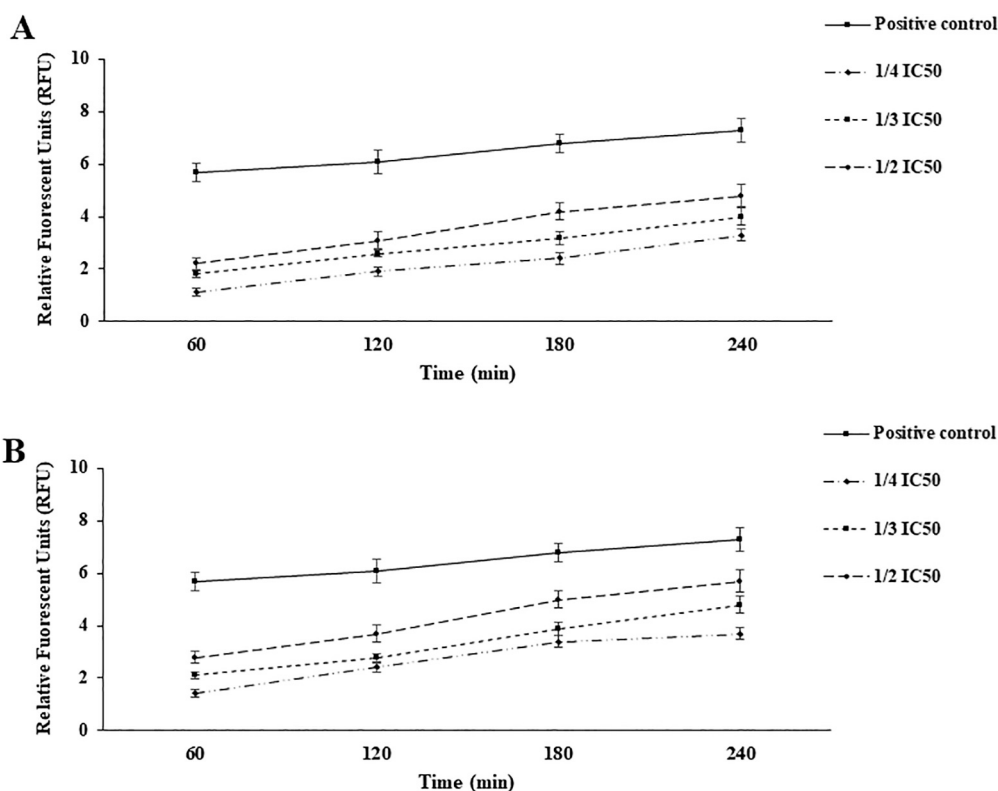 A
Positive control
1/4 IC50
1/3 IC50
1/2 IC50
Relative Fuorescent Units (RFU)
10
8
6
4
2
0
60 120 180 240
Time (min)
B
Positive control
1/4 IC50
1/3 IC50
1/2 IC50
Relative Fuorescent Units (RFU)
10
8
6
4
2
0
60 120 180 240
Time (min)